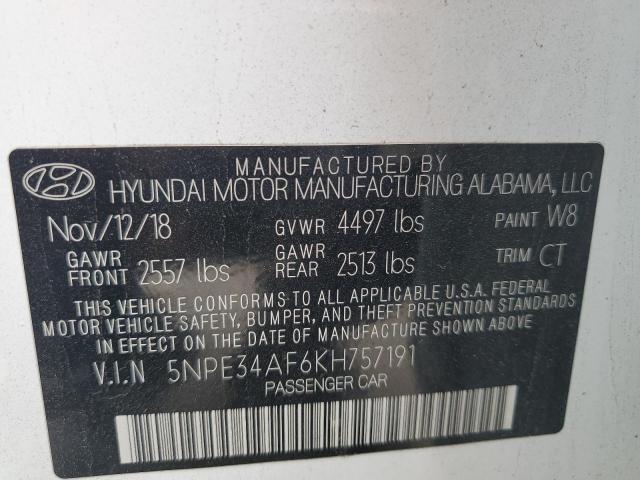 MANUFACTURED BY
HYUNDAI MOTOR MANUFACTURING ALABAMA, LLC
Nov/12/18 GVWR 4497 lbs PAINT W8
GAWR FRONT 2557 lbs GAWR REAR 2513 lbs TRIM CT
THIS VEHICLE CONFORMS TO ALL APPLICABLE U.S.A. FEDERAL
MOTOR VEHICLE SAFETY, BUMPER, AND THEFT PREVENTION STANDARDS
IN EFFECT ON THE DATE OF MANUFACTURE SHOWN ABOVE
V.I.N 5NPE34AF6KH757191
PASSENGER CAR